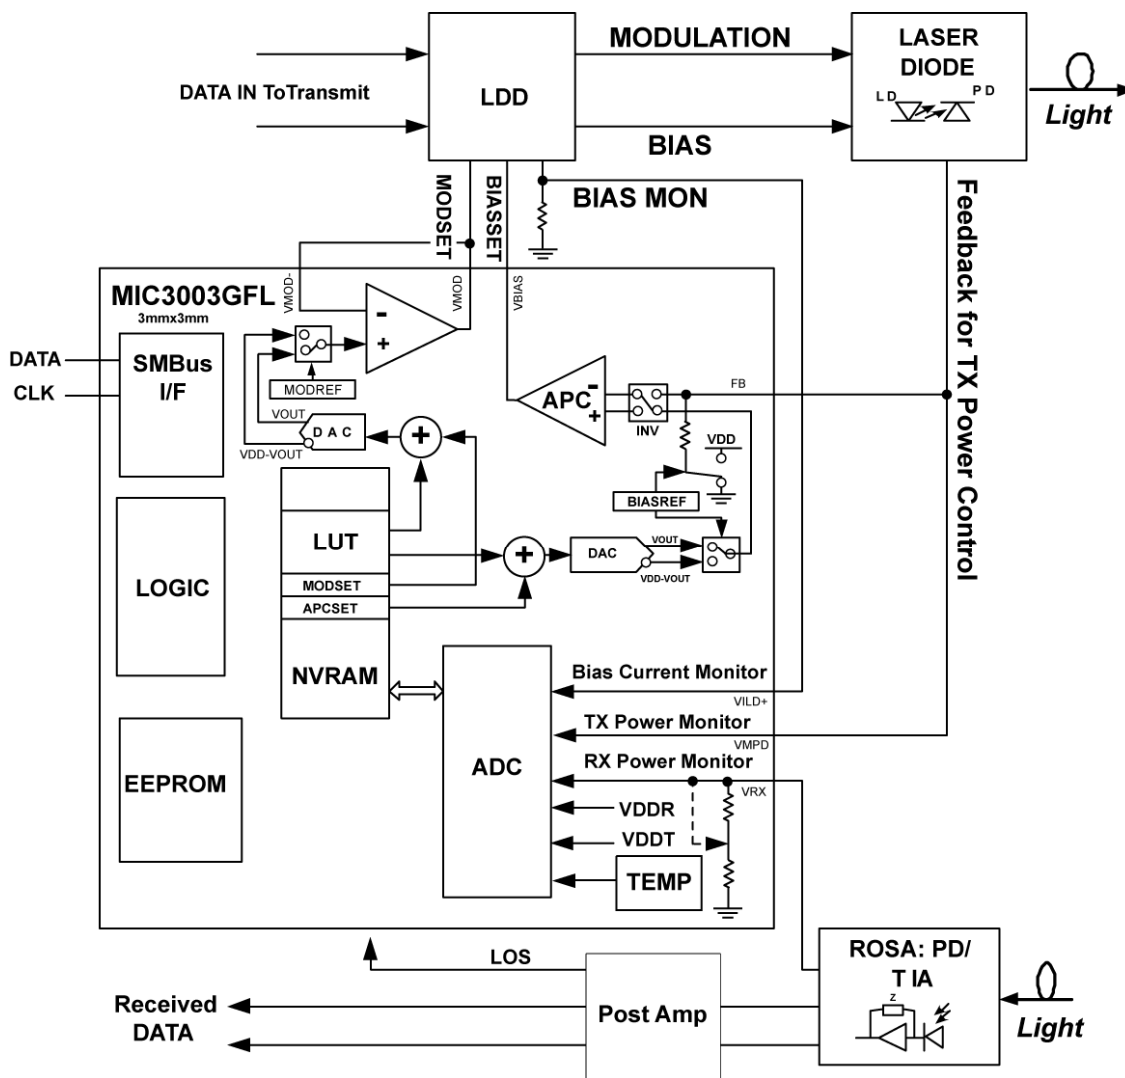 MODULATION
LASER
DIODE
LDD
DATA IN ToTransmit
L D
P D
Light
BIAS
MODSET
BIASSET
BIAS MON
Feedback for TX Power Control
MIC3003GFL
3mmx3mm
VMOD-
VMOD
VBIAS
-
+
DATA
CLK
SMBus
I/F
MODREF
APC
-
+
INV
FB
VOUT
D A C
VDD-VOUT
+
VDD
BIASREF
LUT
+
DAC
VOUT
VDD-VOUT
MODSET
APCSET
LOGIC
NVRAM
ADC
Bias Current Monitor
VILD+
TX Power Monitor
VMPD
RX Power Monitor
VRX
EEPROM
VDDR
VDDT
TEMP
LOS
ROSA: PD/
T IA
Z
Received
DATA
Post Amp
Light